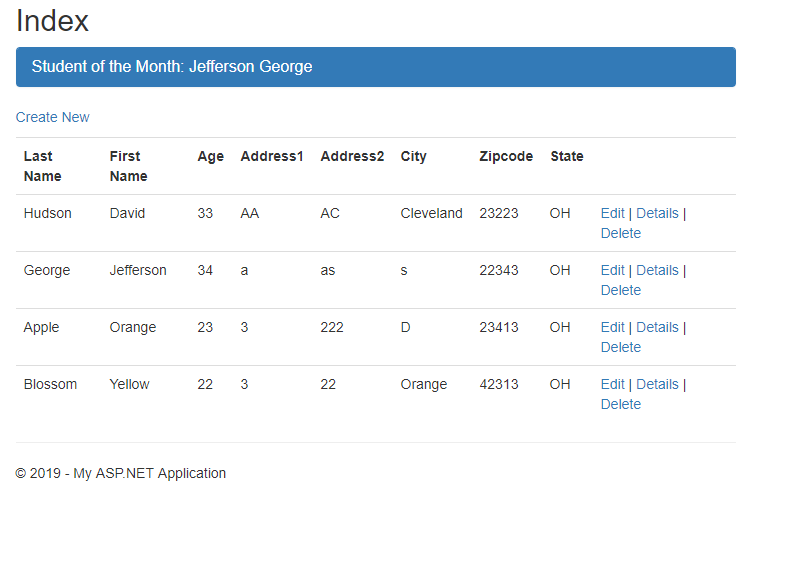 Index
Student of the Month: Jefferson George
Create New
Last Name First Name Age Address1 Address2 City Zipcode State
Hudson David 33 AA AC Cleveland 23223 OH Edit | Details | Delete
George Jefferson 34 a as s 22343 OH Edit | Details | Delete
Apple Orange 23 3 222 D 23413 OH Edit | Details | Delete
Blossom Yellow 22 3 22 Orange 42313 OH Edit | Details | Delete
© 2019 - My ASP.NET Application